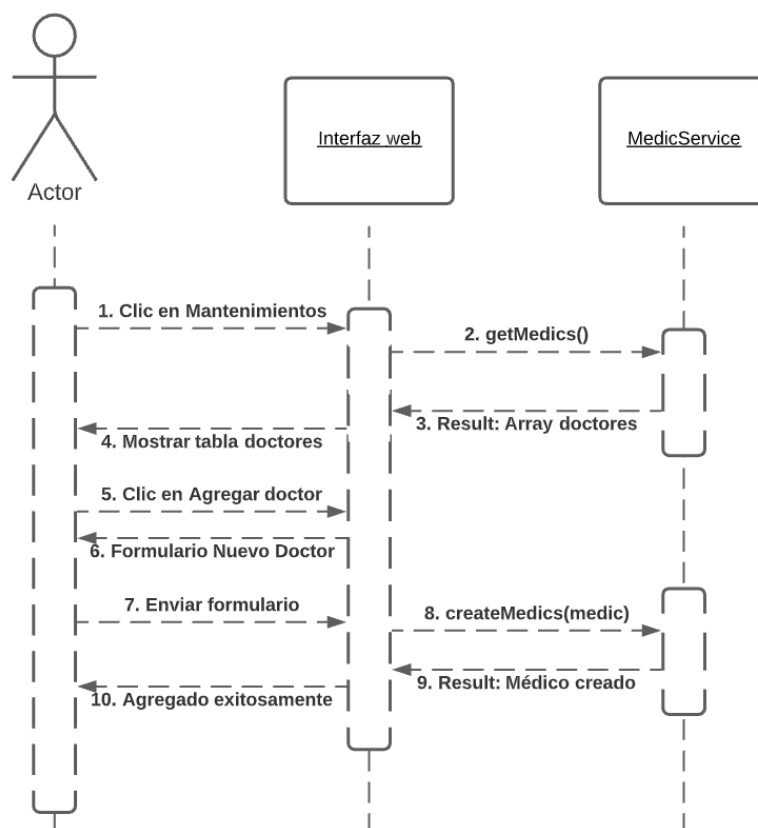 Interfaz web
MedicService
Actor
1. Clic en Mantenimientos
2. getMedics()
3. Result: Array doctores
4. Mostrar tabla doctores
5. Clic en Agregar doctor
6. Formulario Nuevo Doctor
7. Enviar formulario
8. createMedics(medic)
9. Result: Médico creado
10. Agregado exitosamente